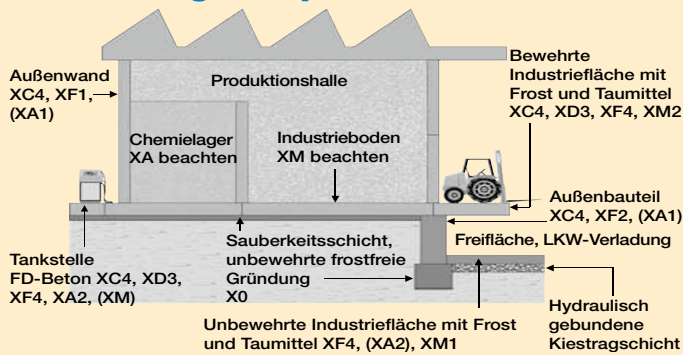 Außenwand
XC4, XF1,
(XA1)
Produktionshalle
Bewehrte
Industriefläche mit
Frost und Taumittel
XC4, XD3, XF4, XM2
Chemielager
XA beachten
Industrieboden
XM beachten
Außenbauteil
XC4, XF2, (XA1)
Tankstelle
FD-Beton XC4, XD3,
XF4, XA2, (XM)
Sauberkeitsschicht,
unbewehrte frostfreie
Gründung
X0
Freifläche, LKW-Verladung
Unbewehrte Industriefläche mit Frost
und Taumittel XF4, (XA2), XM1
Hydraulisch
gebundene
Kiestragschicht